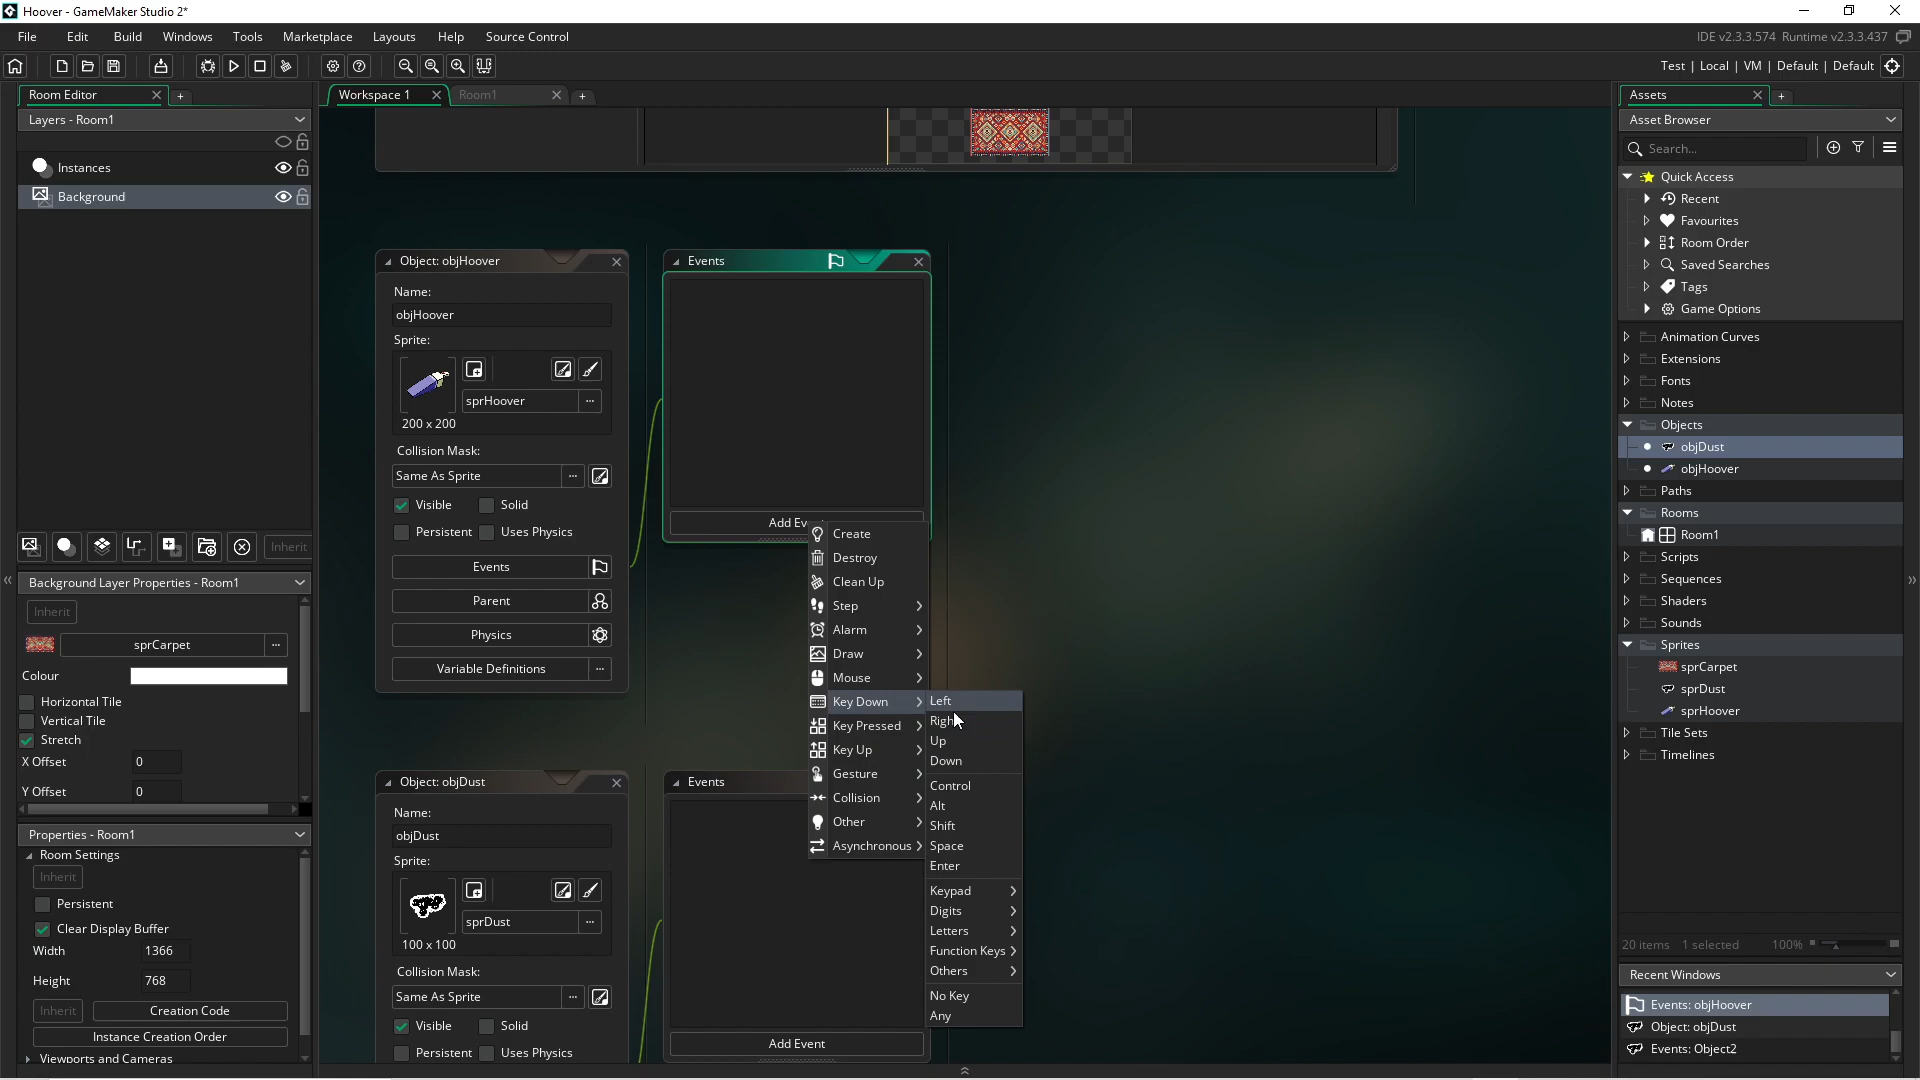 Hoover - GameMaker Studio 2*
File Edit Build Windows Tools Marketplace Layouts Help Source Control
IDE v2.3.3.574 Runtime v2.3.3.437
Test | Local | VM | Default | Default
Room Editor
Layers - Room1
Instances
Background
Inherit
Background Layer Properties - Room1
Inherit
sprCarpet ...
Colour
Horizontal Tile
Vertical Tile
Stretch
X Offset 0
Y Offset 0
Properties - Room1
Room Settings
Inherit
Persistent
Clear Display Buffer
Width 1366
Height 768
Inherit Creation Code
Instance Creation Order
Viewports and Cameras
Workspace 1 Room1
Object: objHoover
Name:
objHoover
Sprite:
sprHoover ...
200 x 200
Collision Mask:
Same As Sprite ...
Visible Solid
Persistent Uses Physics
Events
Parent
Physics
Variable Definitions ...
Events
Add Eve
Create
Destroy
Clean Up
Step
Alarm
Draw
Mouse
Key Down
Key Pressed
Key Up
Gesture
Collision
Other
Asynchronous
Left
Right
Up
Down
Control
Alt
Shift
Space
Enter
Keypad
Digits
Letters
Function Keys
Others
No Key
Any
Object: objDust
Name:
objDust
Sprite:
sprDust ...
100 x 100
Collision Mask:
Same As Sprite ...
Visible Solid
Persistent Uses Physics
Events
Add Event
Assets
Asset Browser
Search...
Quick Access
Recent
Favourites
Room Order
Saved Searches
Tags
Game Options
Animation Curves
Extensions
Fonts
Notes
Objects
objDust
objHoover
Paths
Rooms
Room1
Scripts
Sequences
Shaders
Sounds
Sprites
sprCarpet
sprDust
sprHoover
Tile Sets
Timelines
20 items 1 selected 100%
Recent Windows
Events: objHoover
Object: objDust
Events: Object2